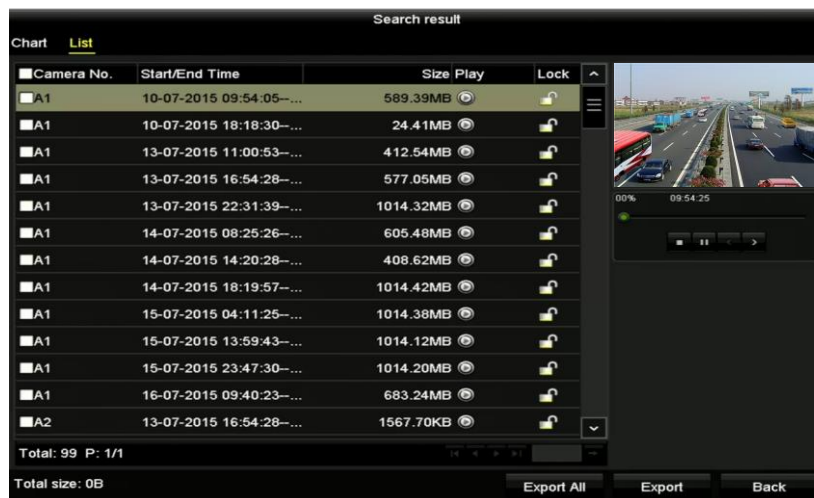 Search result
Chart List
Camera No. Start/End Time Size Play Lock
A1 10-07-2015 09:54:05--... 589.39MB
A1 10-07-2015 18:18:30--... 24.41MB
A1 13-07-2015 11:00:53--... 412.54MB
A1 13-07-2015 16:54:28--... 577.05MB
A1 13-07-2015 22:31:39--... 1014.32MB
A1 14-07-2015 08:25:26--... 605.48MB
A1 14-07-2015 14:20:28--... 408.62MB
A1 14-07-2015 18:19:57--... 1014.42MB
A1 15-07-2015 04:11:25--... 1014.38MB
A1 15-07-2015 13:59:43--... 1014.12MB
A1 15-07-2015 23:47:30--... 1014.20MB
A1 16-07-2015 09:40:23--... 683.24MB
A2 13-07-2015 16:54:28--... 1567.70KB
00% 09:54:25
Total: 99 P: 1/1
Total size: 0B
Export All Export Back